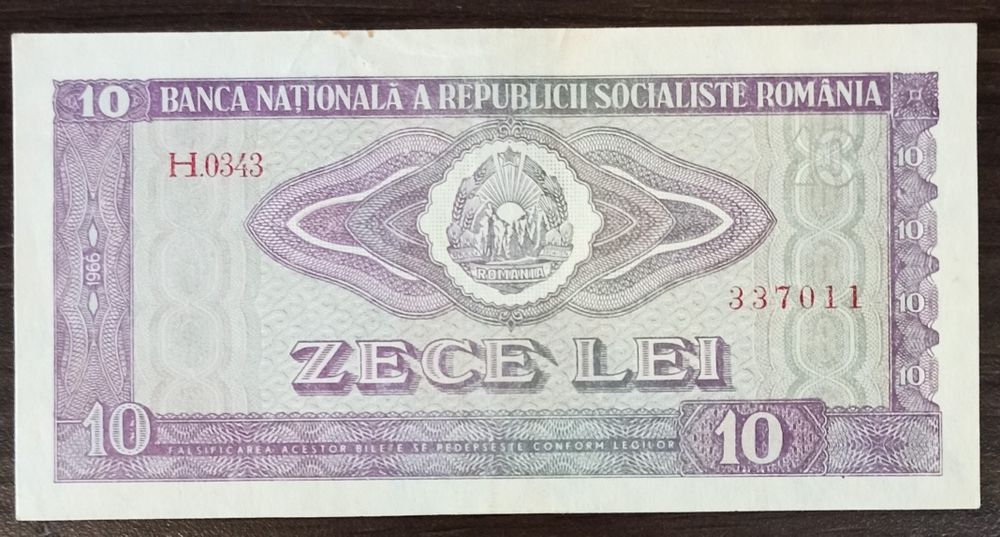 10 BANCA NAȚIONALĂ A REPUBLICII SOCIALISTE ROMÂNIA
H.0343
10
10
10
1966
ROMANIA
337011
10
ZECE LEI
10
10
FALSIFICAREA ACESTOR BILETE SE PEDEPSEȘTE CONFORM LEGILOR
10